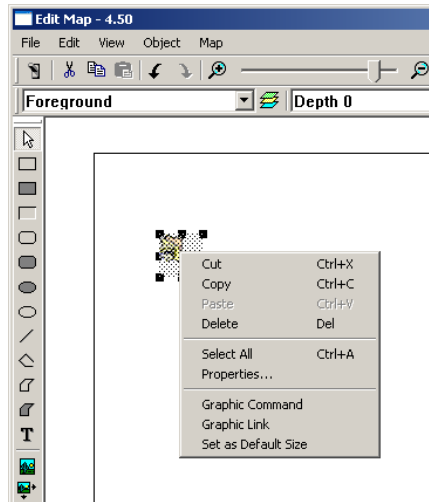 Edit Map - 4.50
File Edit View Object Map
Foreground Depth 0
Cut Ctrl+X
Copy Ctrl+C
Paste Ctrl+V
Delete Del
Select All Ctrl+A
Properties...
Graphic Command
Graphic Link
Set as Default Size
T